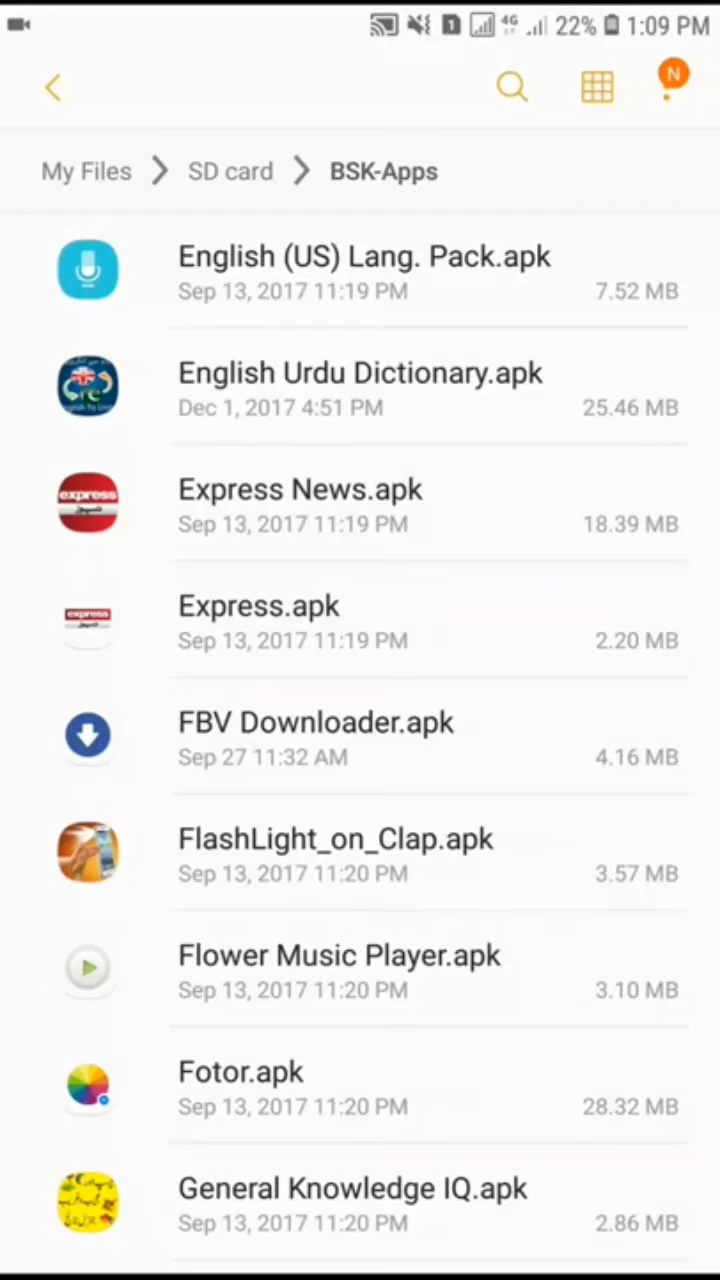 1 4G 22% 1:09 PM
N
My Files SD card BSK-Apps
English (US) Lang. Pack.apk
Sep 13, 2017 11:19 PM 7.52 MB
English Urdu Dictionary.apk
Dec 1, 2017 4:51 PM 25.46 MB
express
Express News.apk
Sep 13, 2017 11:19 PM 18.39 MB
express
Express.apk
Sep 13, 2017 11:19 PM 2.20 MB
FBV Downloader.apk
Sep 27 11:32 AM 4.16 MB
FlashLight_on_Clap.apk
Sep 13, 2017 11:20 PM 3.57 MB
Flower Music Player.apk
Sep 13, 2017 11:20 PM 3.10 MB
Fotor.apk
Sep 13, 2017 11:20 PM 28.32 MB
General Knowledge IQ.apk
Sep 13, 2017 11:20 PM 2.86 MB